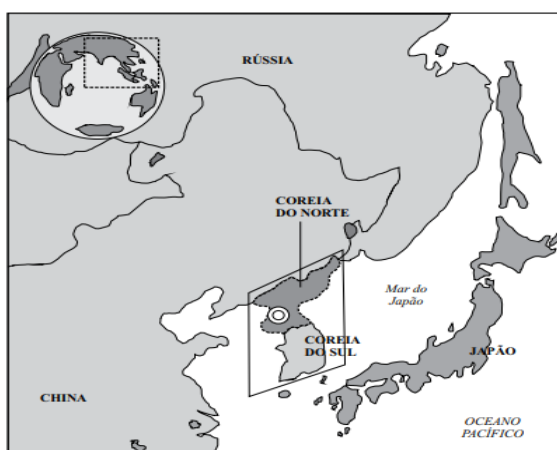 RÚSSIA
COREIA
DO NORTE
Mar do
Japão
COREIA
DO SUL
JAPÃO
CHINA
OCEANO
PACÍFICO